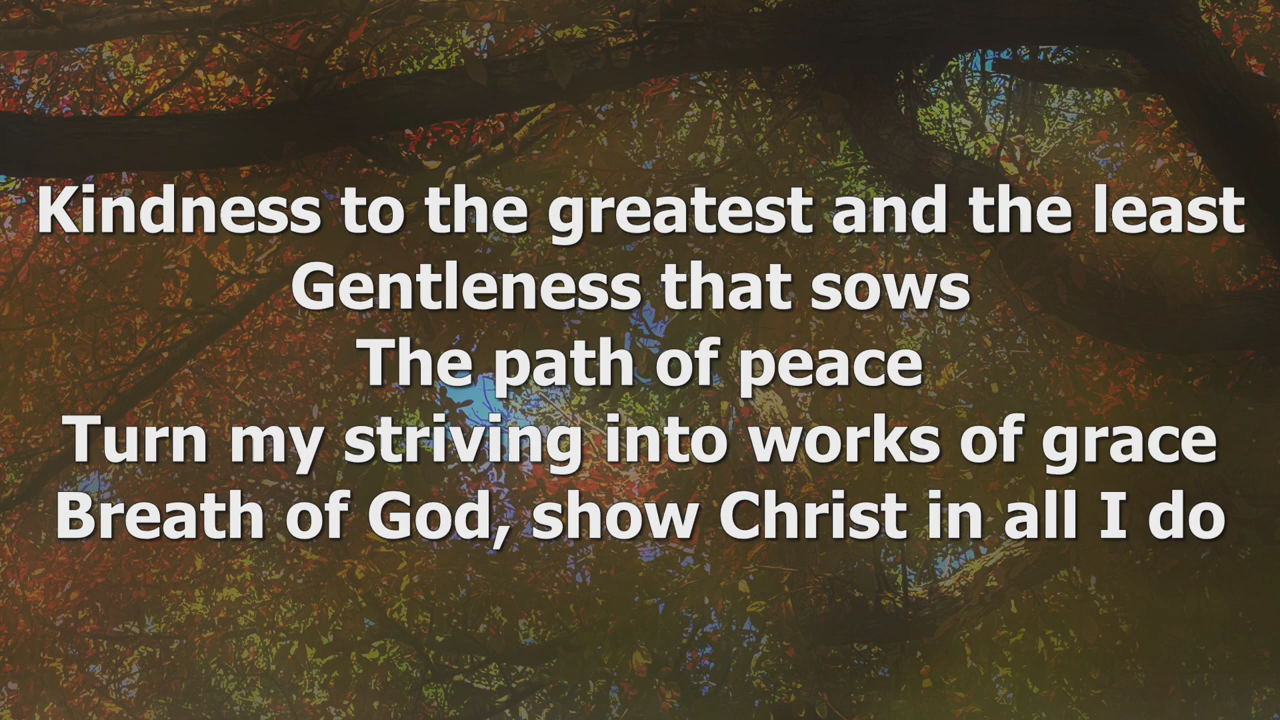 Kindness to the greatest and the least
Gentleness that sows
The path of peace
Turn my striving into works of grace
Breath of God, show Christ in all I do